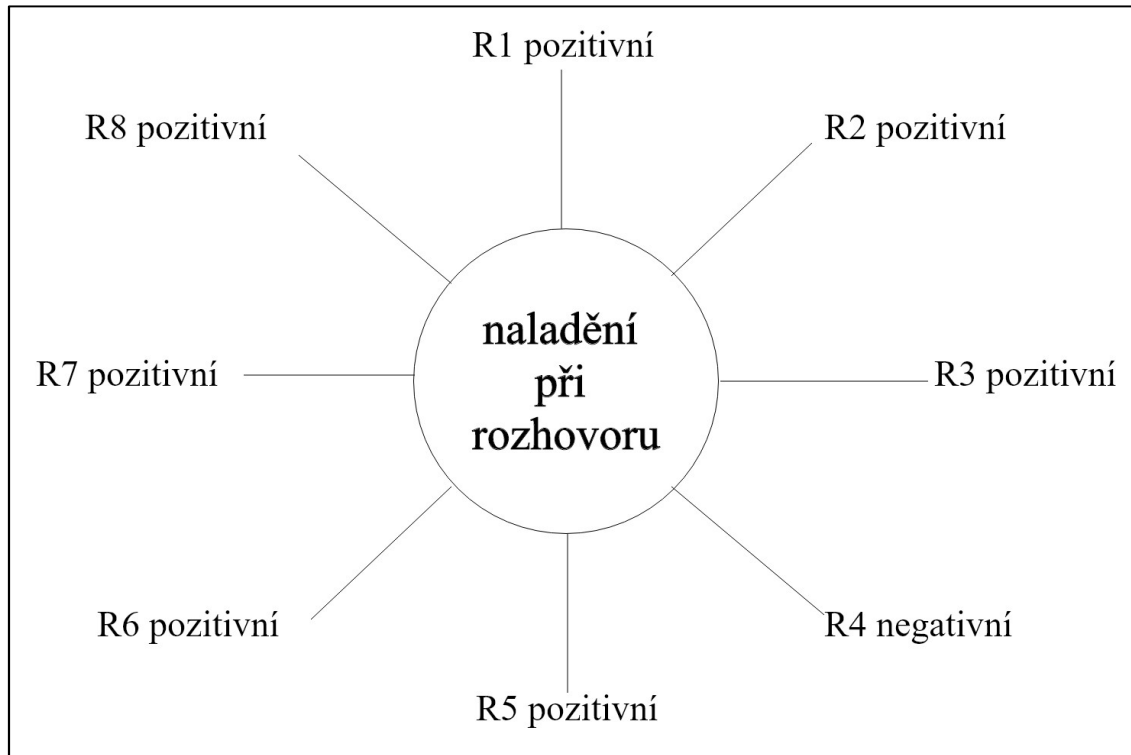 R1 pozitivní
R8 pozitivní
R2 pozitivní
naladění
při
rozhovoru
R7 pozitivní
R3 pozitivní
R6 pozitivní
R4 negativní
R5 pozitivní